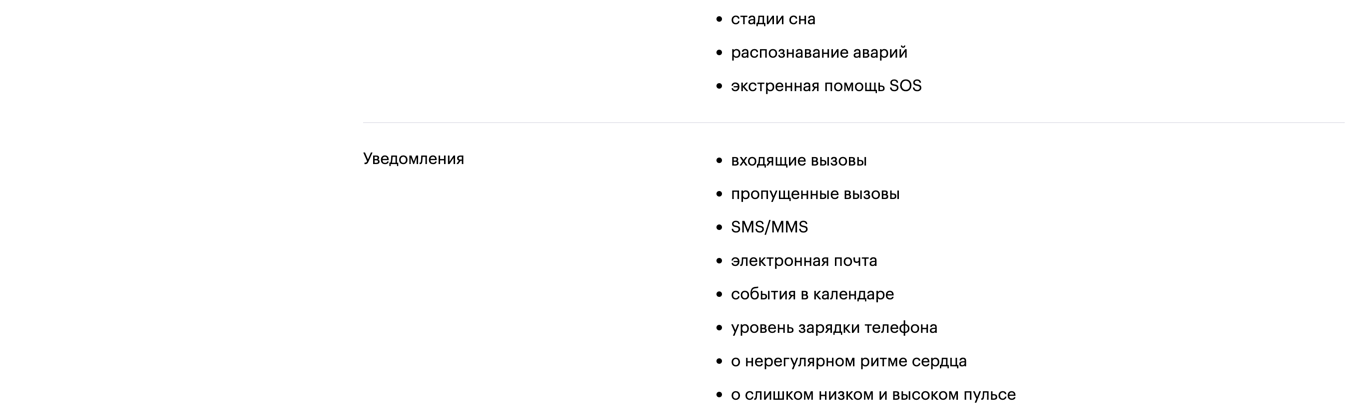 • стадии сна
• распознавание аварий
• экстренная помощь SOS
Уведомления
• входящие вызовы
• пропущенные вызовы
• SMS/MMS
• электронная почта
• события в календаре
• уровень зарядки телефона
• о нерегулярном ритме сердца
• о слишком низком и высоком пульсе